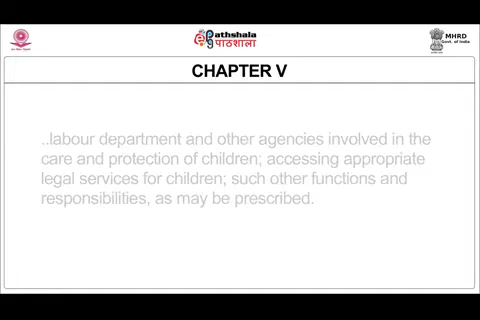 ePathshala
पाठशाला
MHRD
Govt. of India
CHAPTER V
..labour department and other agencies involved in the
care and protection of children; accessing appropriate
legal services for children; such other functions and
responsibilities, as may be prescribed.